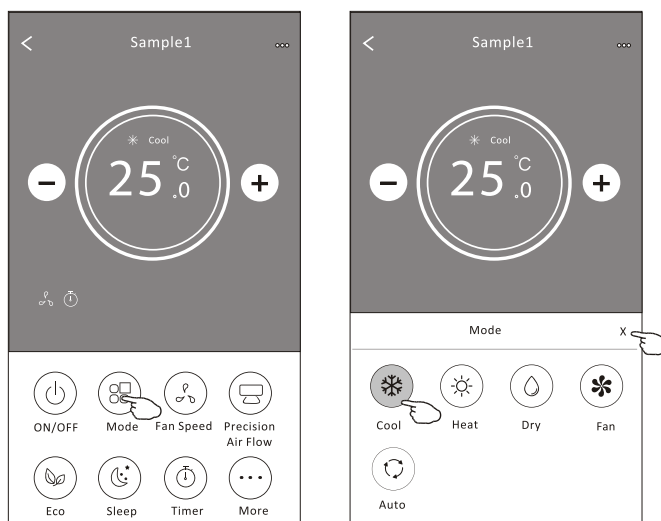 Sample1
Cool
25.0°C
ON/OFF Mode Fan Speed Precision
Air Flow
Eco Sleep Timer More
Sample1
Cool
25.0°C
Mode X
Cool Heat Dry Fan
Auto